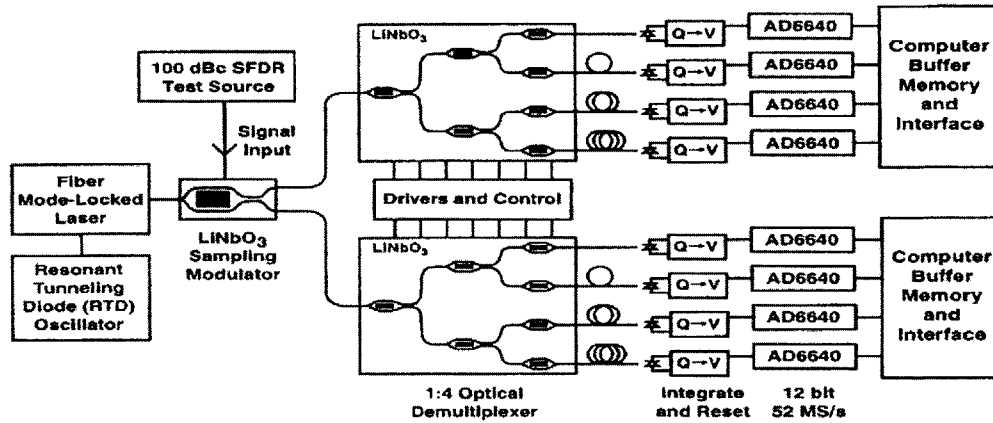 100 dBc SFDR
Test Source
Signal
Input
Fiber
Mode-Locked
Laser
Resonant
Tunneling
Diode (RTD)
Oscillator
LiNbO3
Sampling
Modulator
LiNbO3
Drivers and Control
LiNbO3
1:4 Optical
Demultiplexer
Q→V
AD6640
Q→V
AD6640
Q→V
AD6640
Q→V
AD6640
Computer
Buffer
Memory
and
Interface
Q→V
AD6640
Q→V
AD6640
Q→V
AD6640
Q→V
AD6640
Computer
Buffer
Memory
and
Interface
Integrate
and Reset
12 bit
52 MS/s